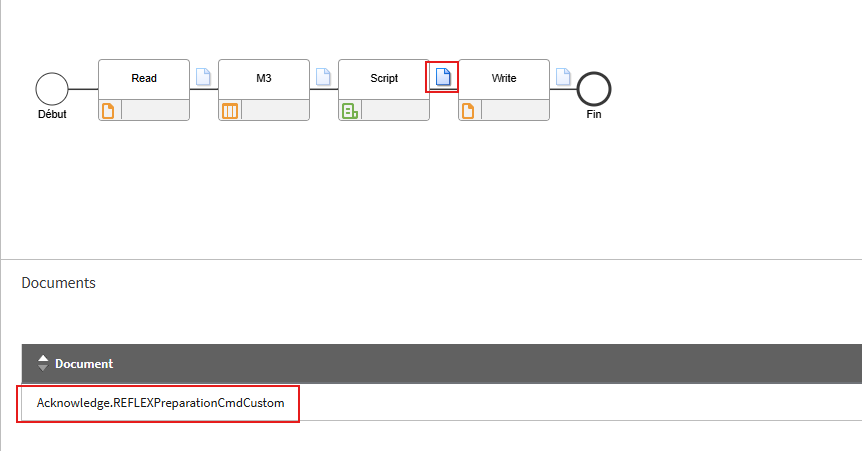 Read
M3
Script
Write
Début
Fin
Documents
Document
Acknowledge.REFLEXPreparationCmdCustom